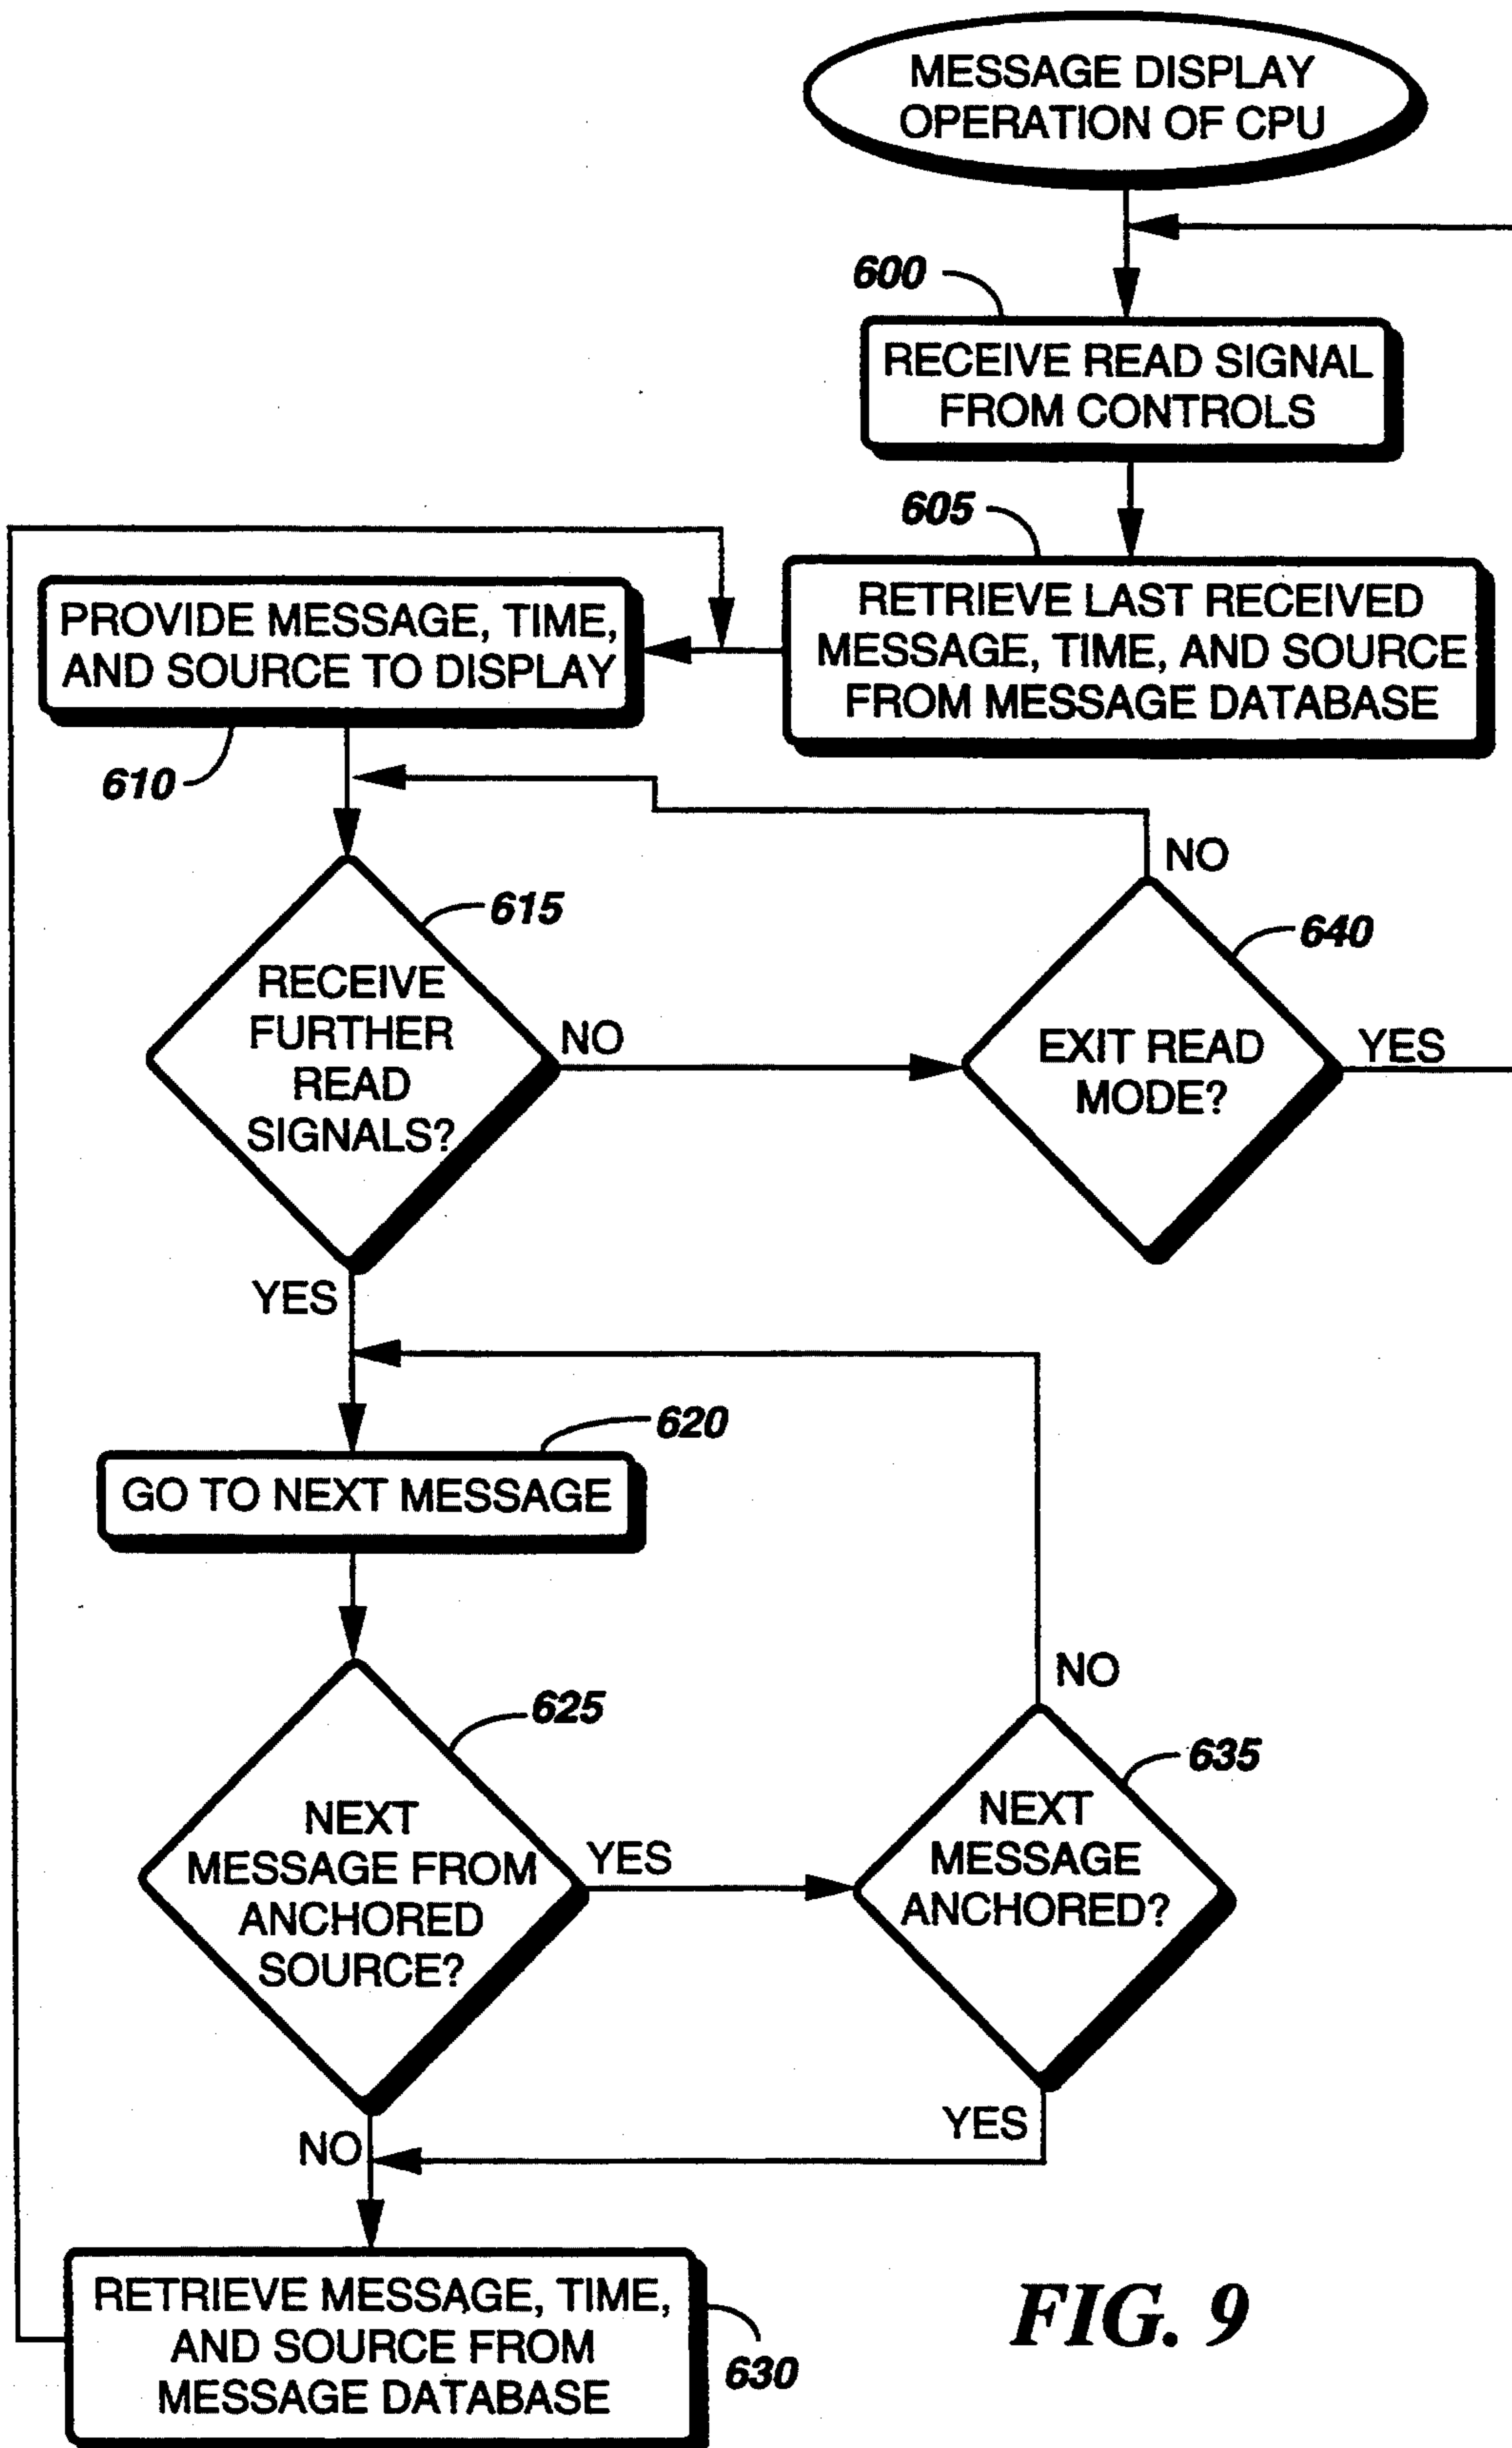 MESSAGE DISPLAY
OPERATION OF CPU
600
RECEIVE READ SIGNAL
FROM CONTROLS
605
RETRIEVE LAST RECEIVED
MESSAGE, TIME, AND SOURCE
FROM MESSAGE DATABASE
PROVIDE MESSAGE, TIME,
AND SOURCE TO DISPLAY
610
615
RECEIVE
FURTHER
READ
SIGNALS?
NO
YES
640
EXIT READ
MODE?
NO
YES
620
GO TO NEXT MESSAGE
625
NEXT
MESSAGE FROM
ANCHORED
SOURCE?
YES
NO
635
NEXT
MESSAGE
ANCHORED?
NO
YES
RETRIEVE MESSAGE, TIME,
AND SOURCE FROM
MESSAGE DATABASE
630
FIG. 9